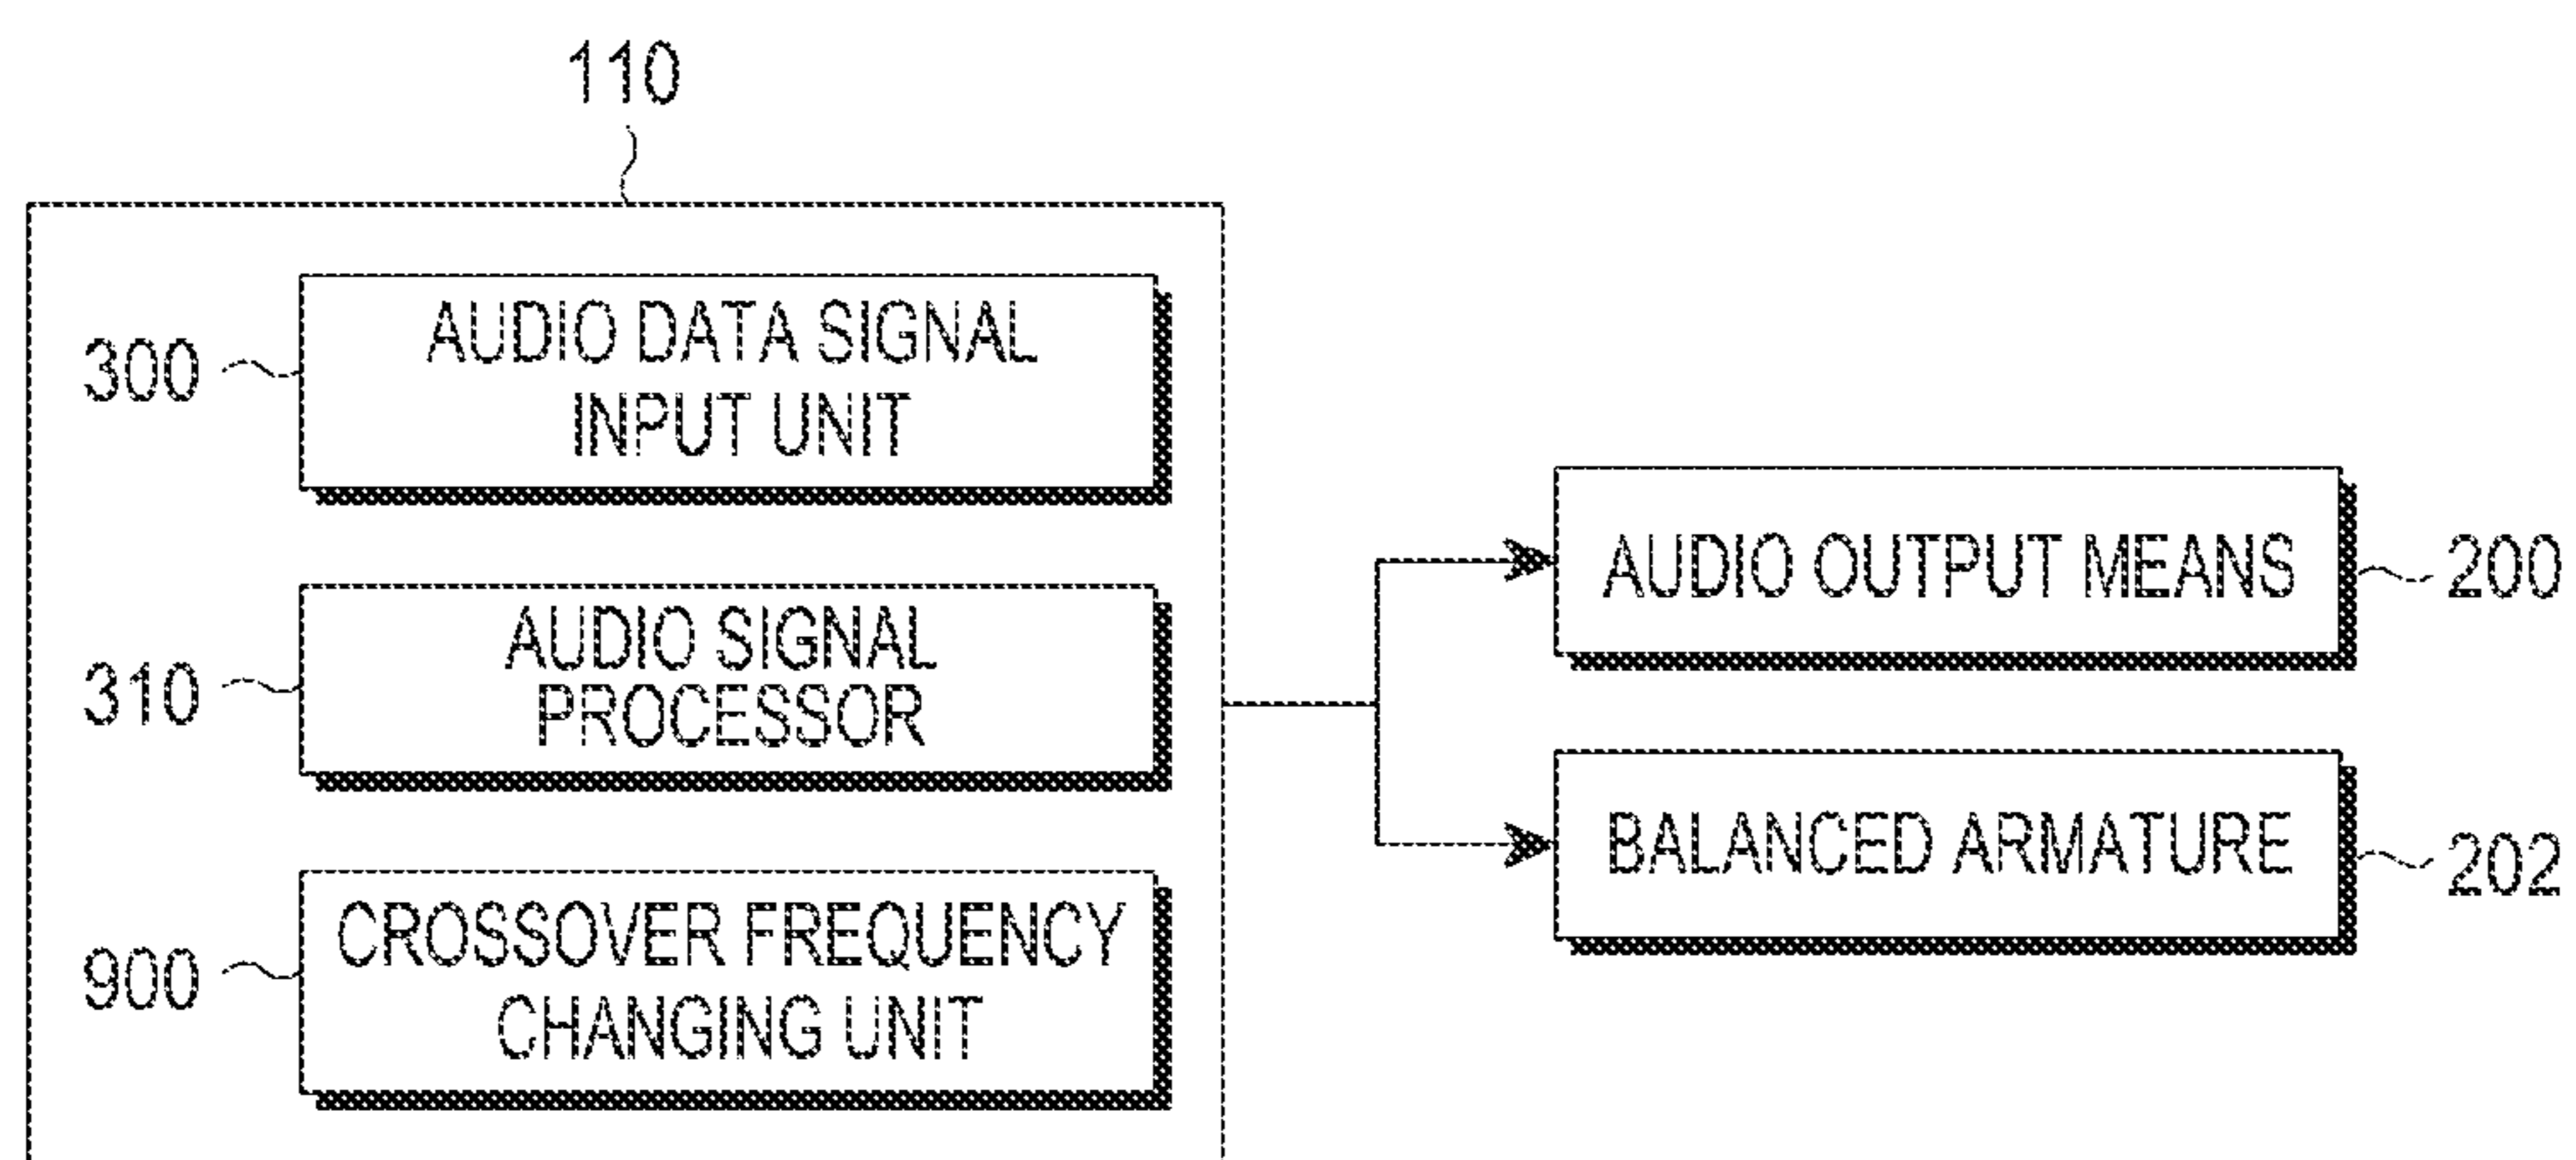 110
300
AUDIO DATA SIGNAL
INPUT UNIT
310
AUDIO SIGNAL
PROCESSOR
900
CROSSOVER FREQUENCY
CHANGING UNIT
AUDIO OUTPUT MEANS
200
BALANCED ARMATURE
202